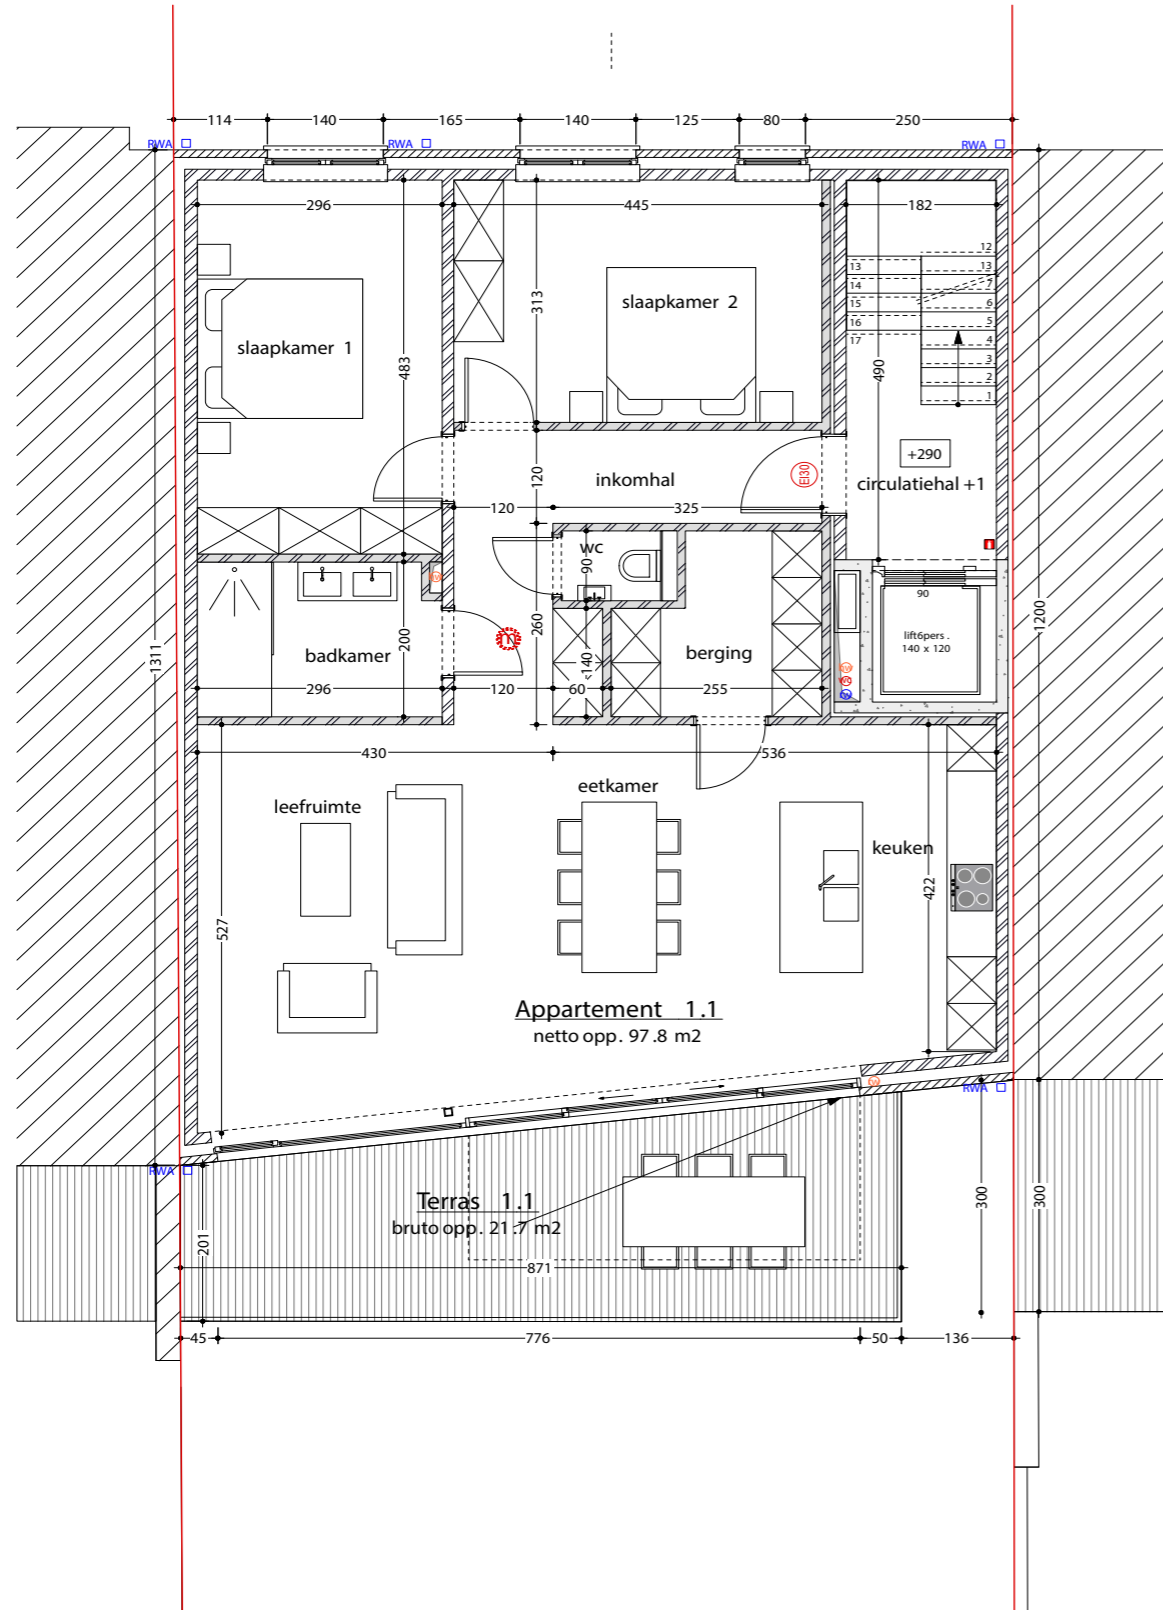 114 140 165 140 125 80 250
RWA RWA RWA
296 445 182
12
13 13
14 7
15 6
16 5
17 4
3
2
1
313
slaapkamer 2
slaapkamer 1
483
490
+290
inkomhal
EI30
circulatiehal +1
120
120 325
wc
90
90
lift6pers.
140 x 120
1200
1311
260
200
140
badkamer
berging
296 120 60 255
430 536
eetkamer
leefruimte
keuken
422
527
Appartement 1.1
netto opp. 97.8 m2
RWA
RWA
Terras 1.1
bruto opp. 21.7 m2
201
300
300
871
45 776 50 136